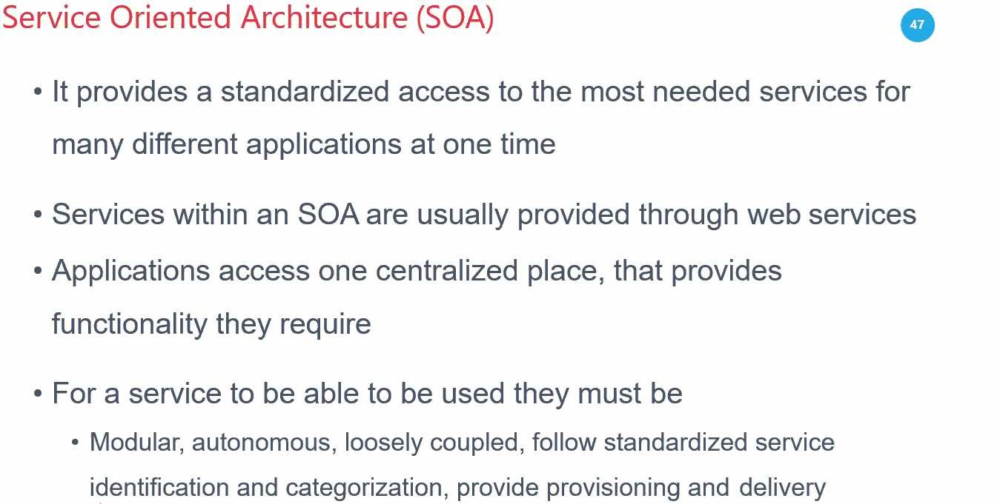 Service Oriented Architecture (SOA)
47
• It provides a standardized access to the most needed services for
many different applications at one time
• Services within an SOA are usually provided through web services
• Applications access one centralized place, that provides
functionality they require
• For a service to be able to be used they must be
• Modular, autonomous, loosely coupled, follow standardized service
identification and categorization, provide provisioning and delivery